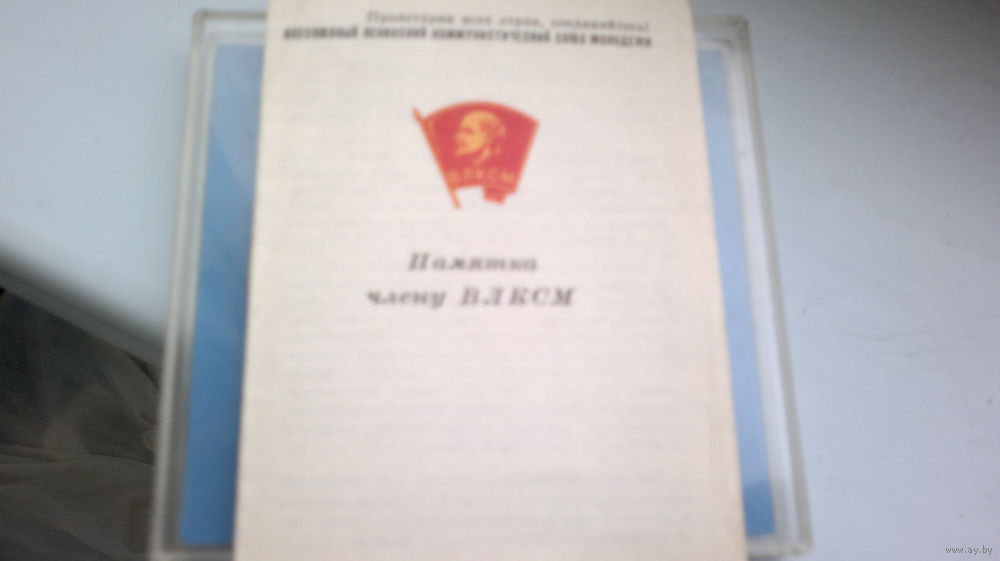 Пролетарии всех стран, соединяйтесь!
ВСЕСОЮЗНЫЙ ЛЕНИНСКИЙ КОММУНИСТИЧЕСКИЙ СОЮЗ МОЛОДЕЖИ
ВЛКСМ
Памятка
члену ВЛКСМ
www.ay.by